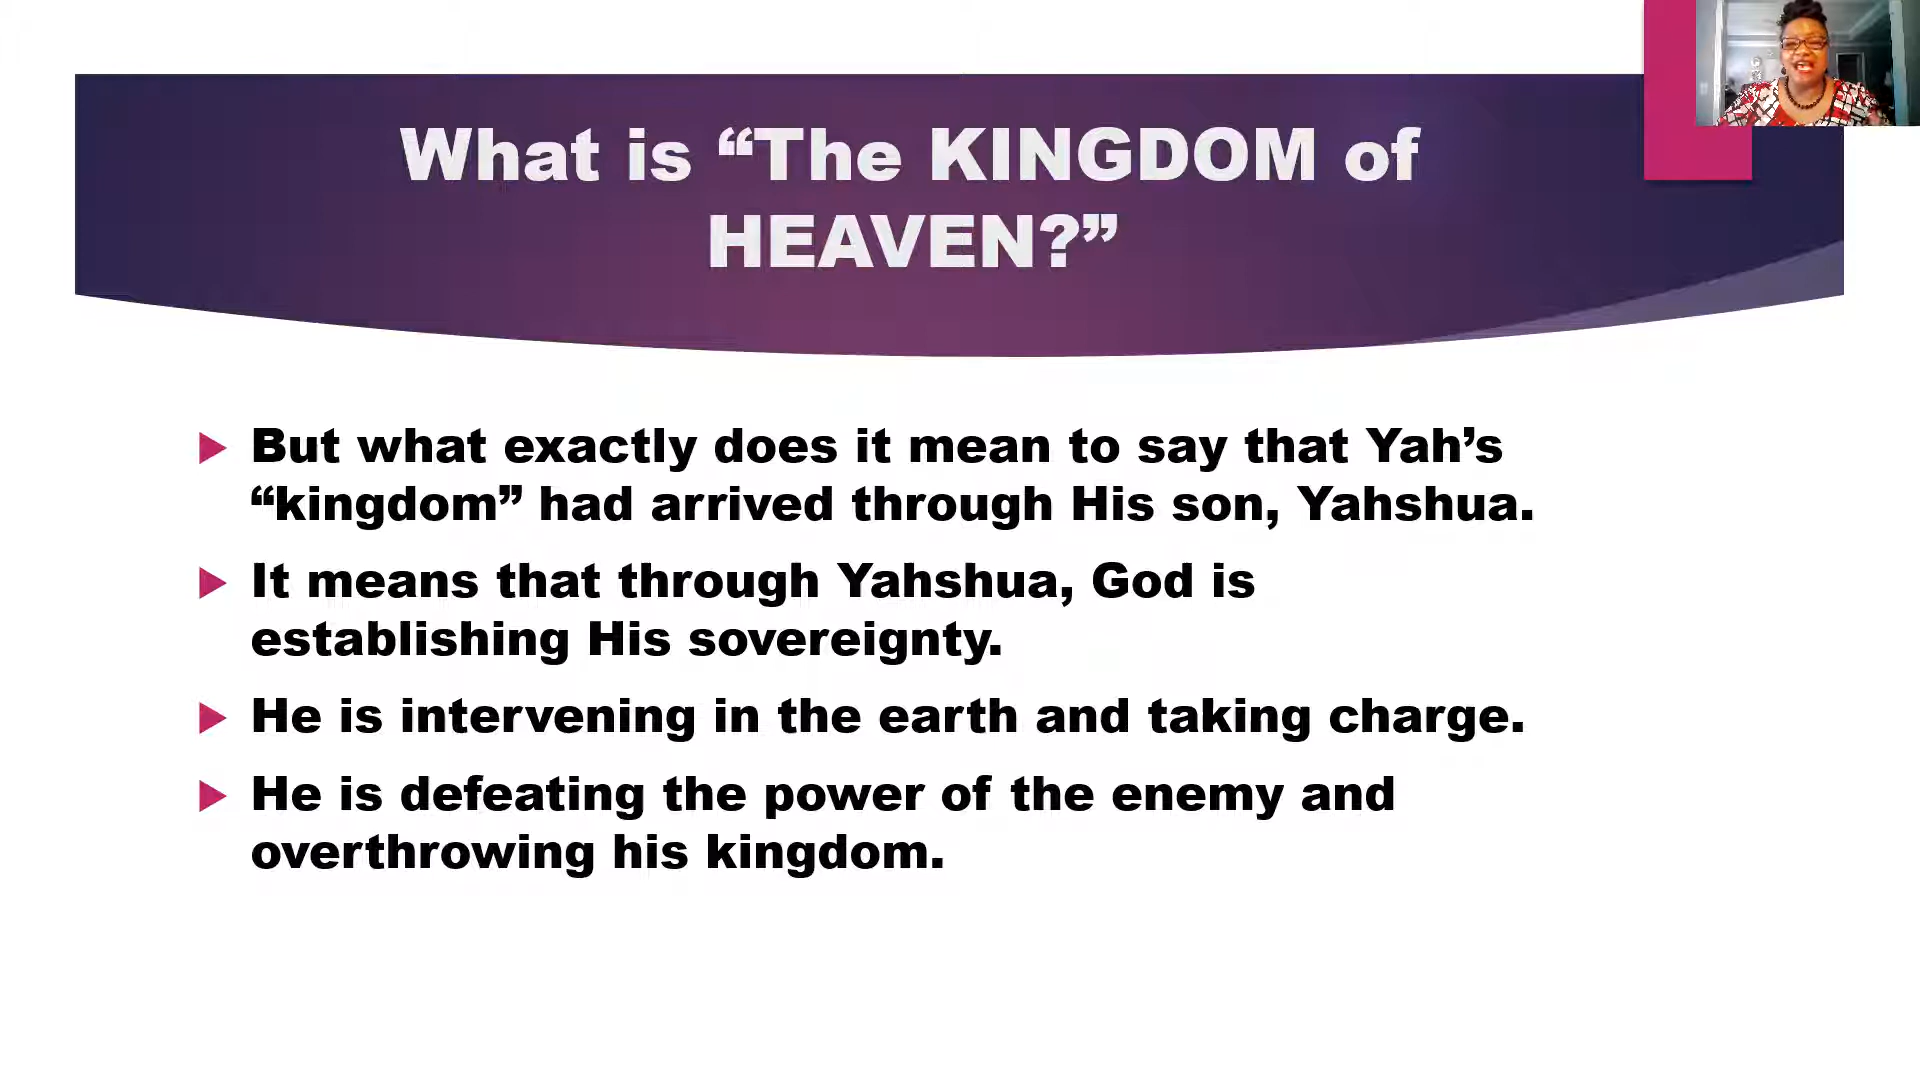 What is “The KINGDOM of
HEAVEN?”
But what exactly does it mean to say that Yah’s
“kingdom” had arrived through His son, Yahshua.
It means that through Yahshua, God is
establishing His sovereignty.
He is intervening in the earth and taking charge.
He is defeating the power of the enemy and
overthrowing his kingdom.